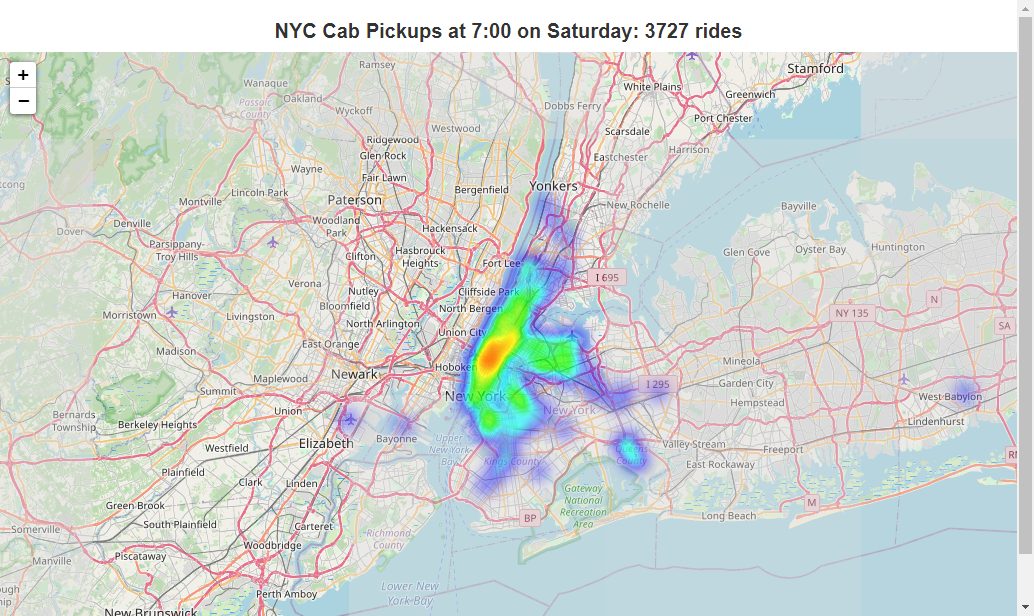 NYC Cab Pickups at 7:00 on Saturday: 3727 rides
+
−
Ramsey
Stamford
Wanaque
White Plains
Greenwich
Oakland
Dobbs Ferry
Passaic
County
Wyckoff
Port Chester
Westwood
Scarsdale
Ridgewood
Harrison
Glen Rock
Eastchester
Wayne
Fair Lawn
Yonkers
Lincoln Park
Bergenfield
Paterson
Montville
New Rochelle
Bayville
Denville
Woodland
Park
Hackensack
Dover
Parsippany-
Troy Hills
Hasbrouck
Heights
Clifton
Glen Cove
Oyster Bay
Huntington
Fort Lee
I 695
Verona
Nutley
Cliffside Park
Hanover
Bloomfield
North Bergen
N
Morristown
Livingston
North Arlington
NY 135
SA
Union City
East Orange
Madison
Mineola
Hoboken
Newark
Maplewood
I 295
Garden City
Summit
New York
West Babylon
Hempstead
Union
New York
Bernards
Township
Berkeley Heights
Freeport
Lindenhurst
Elizabeth
Bayonne
Upper
New York
Bay
Valley Stream
Westfield
Kings County
County
East Rockaway
Plainfield
Clark
Linden
Gateway
National
Recreation
Area
Green Brook
M
Long Beach
BP
South Plainfield
Carteret
Somerville
Richmond
County
Woodbridge
Piscataway
Manville
Lower New
York Bay
Perth Amboy
New Brunswick